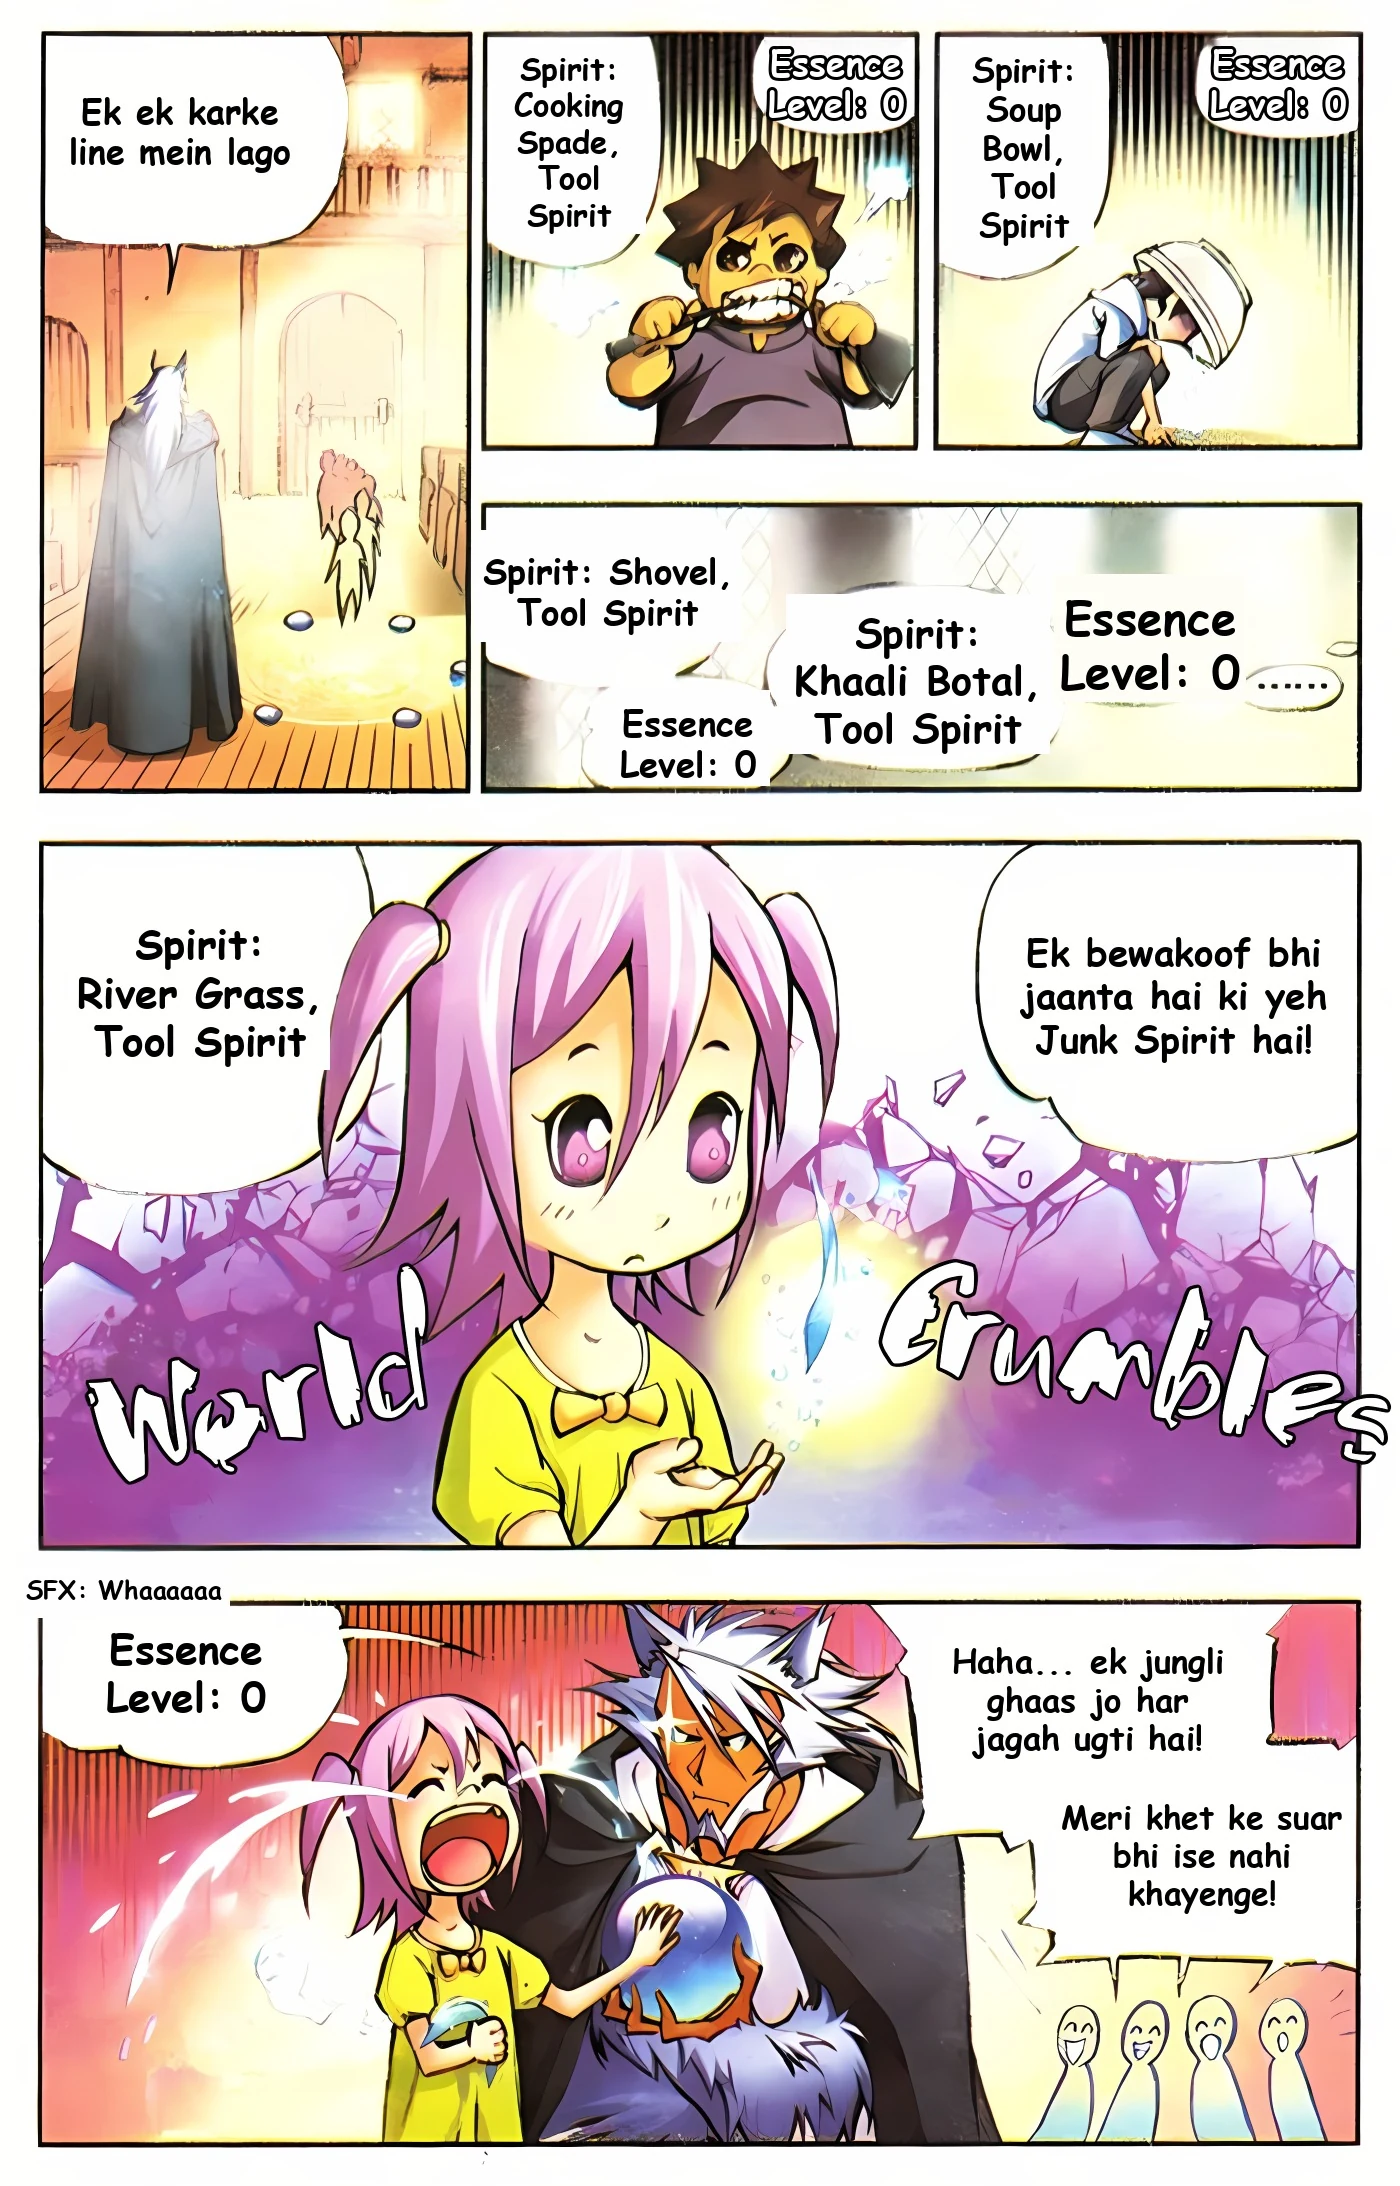 Ek ek karke
line mein lago
Spirit:
Cooking
Spade,
Tool
Spirit
Essence
Level: 0
Spirit:
Soup
Bowl,
Tool
Spirit
Essence
Level: 0
Spirit: Shovel,
Tool Spirit
Essence
Level: 0
Spirit:
Khaali Botal,
Tool Spirit
Essence
Level: 0
......
Spirit:
River Grass,
Tool Spirit
Ek bewakoof bhi
jaanta hai ki yeh
Junk Spirit hai!
World
Crumbles
SFX: Whaaaaaa
Essence
Level: 0
Haha... ek jungli
ghaas jo har
jagah ugti hai!
Meri khet ke suar
bhi ise nahi
khayenge!